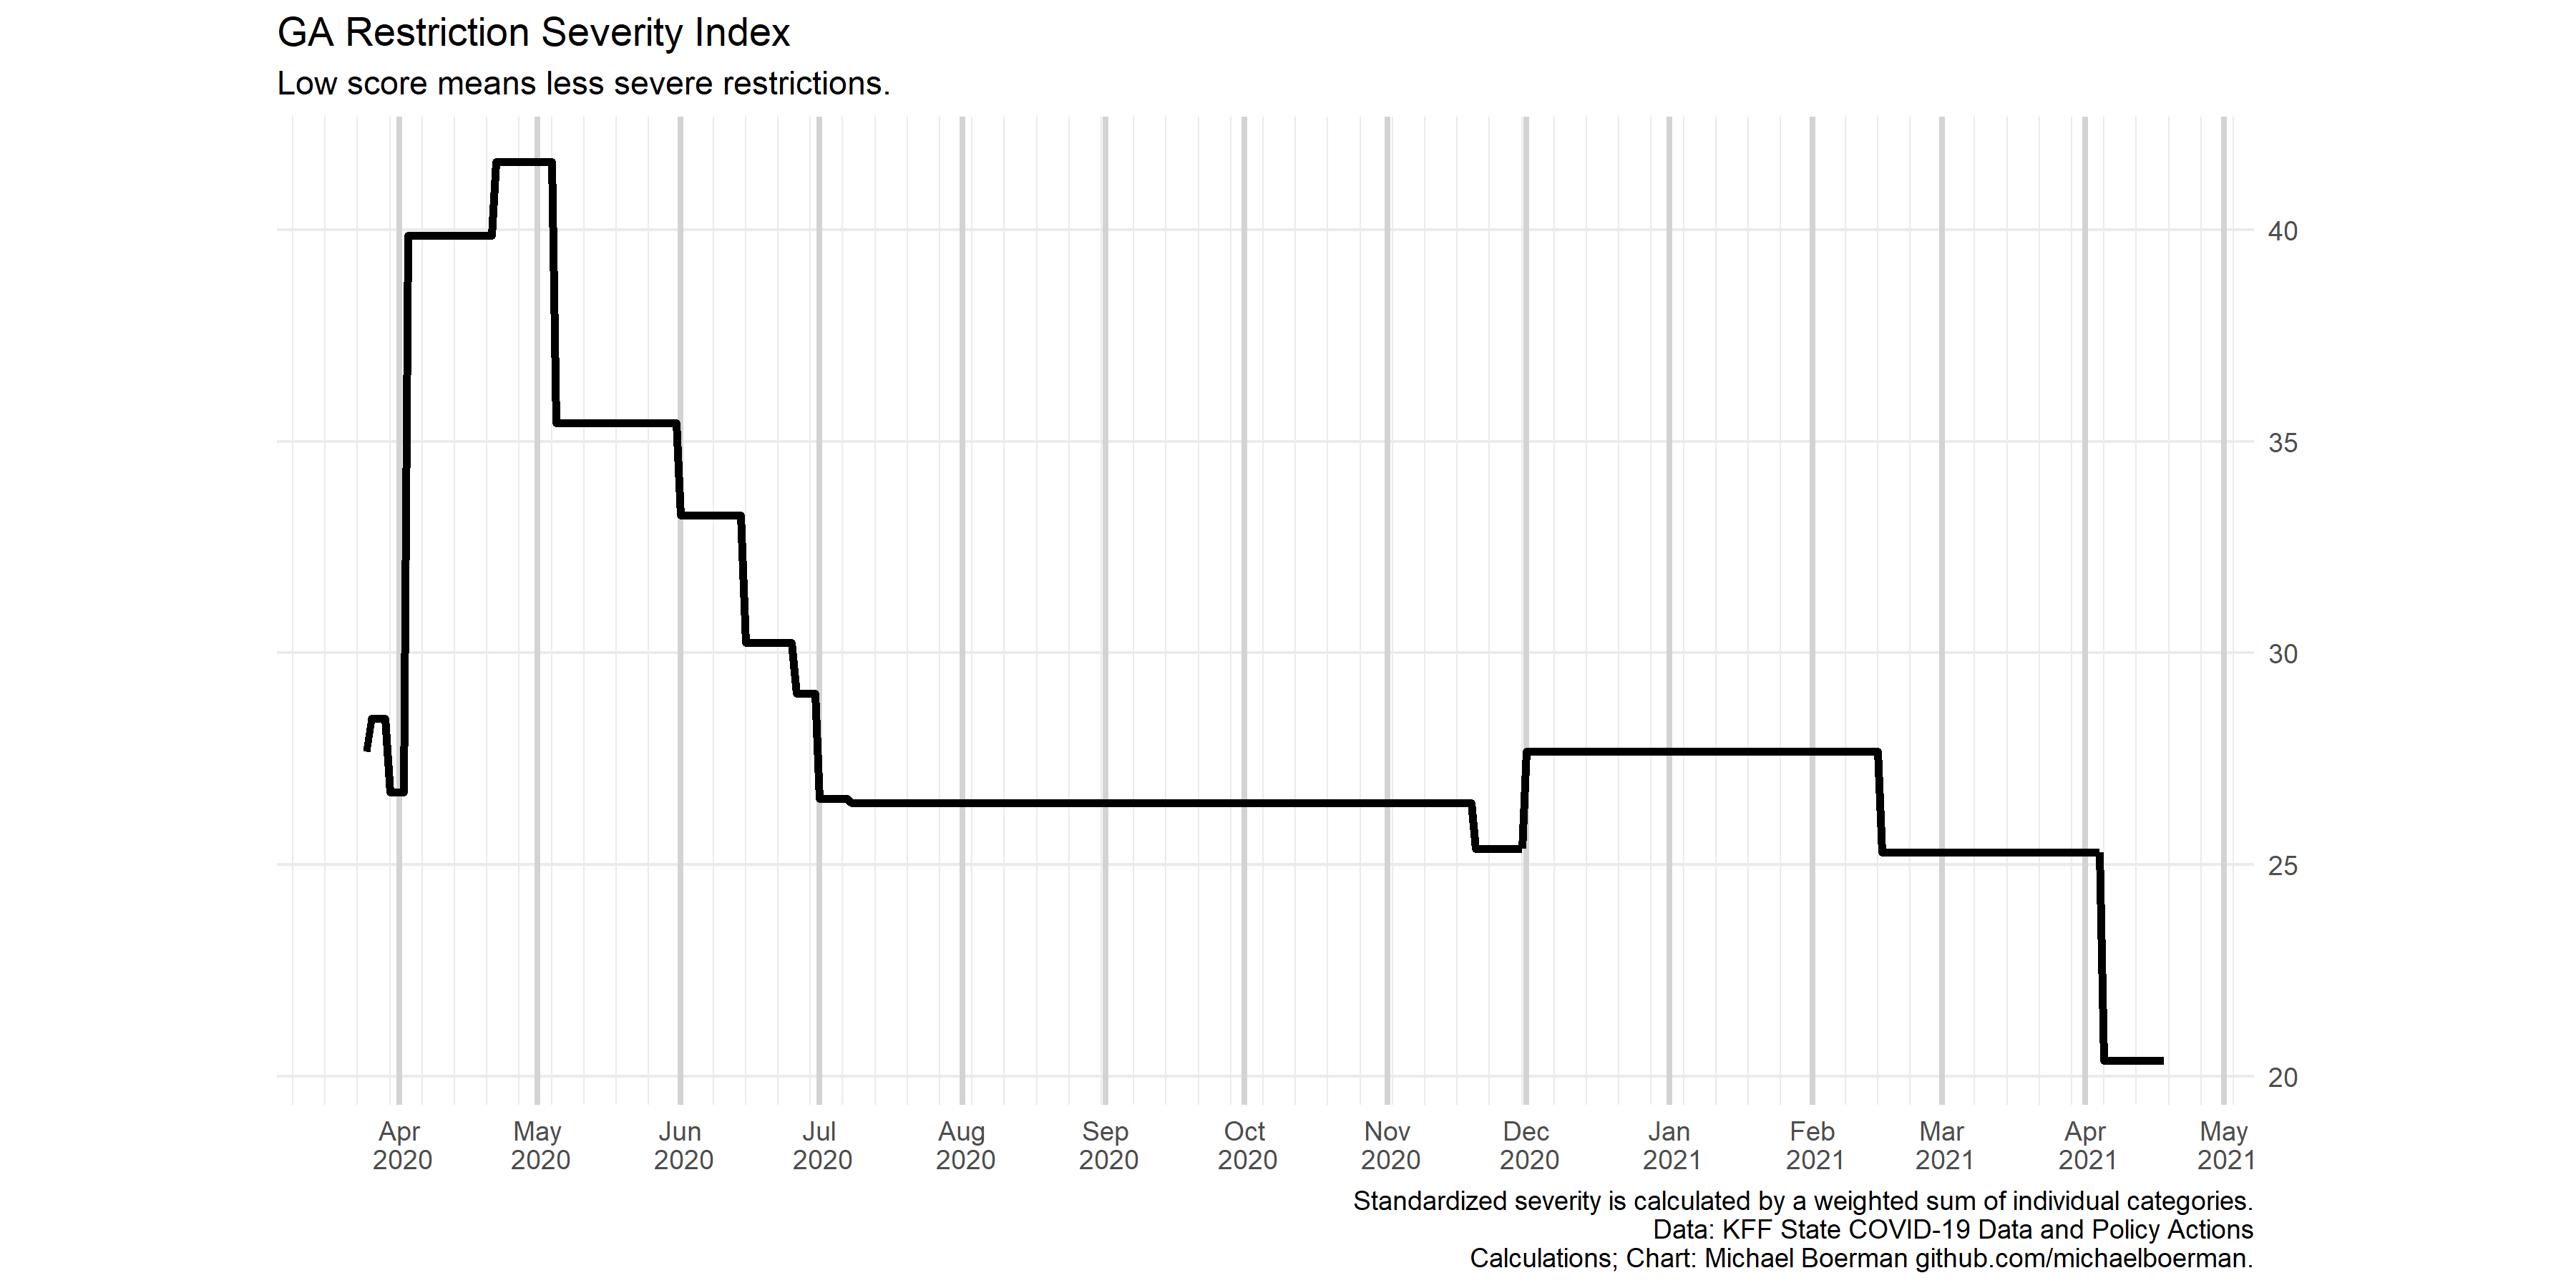 GA Restriction Severity Index
Low score means less severe restrictions.
40
35
30
25
20
Apr May Jun Jul Aug Sep Oct Nov Dec Jan Feb Mar Apr May
2020 2020 2020 2020 2020 2020 2020 2020 2020 2021 2021 2021 2021 2021
Standardized severity is calculated by a weighted sum of individual categories.
Data: KFF State COVID-19 Data and Policy Actions
Calculations; Chart: Michael Boerman github.com/michaelboerman.